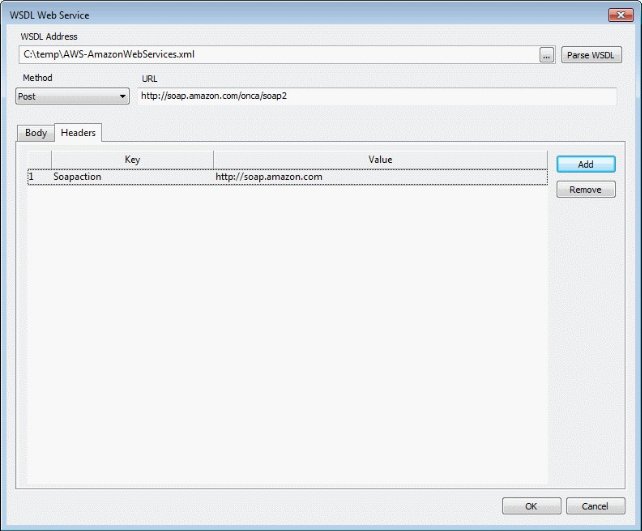 WSDL Web Service
WSDL Address
C:\temp\AWS-AmazonWebServices.xml ... Parse WSDL
Method URL
Post http://soap.amazon.com/onca/soap2
Body Headers
Key Value Add
1 Soapaction http://soap.amazon.com
Remove
OK Cancel